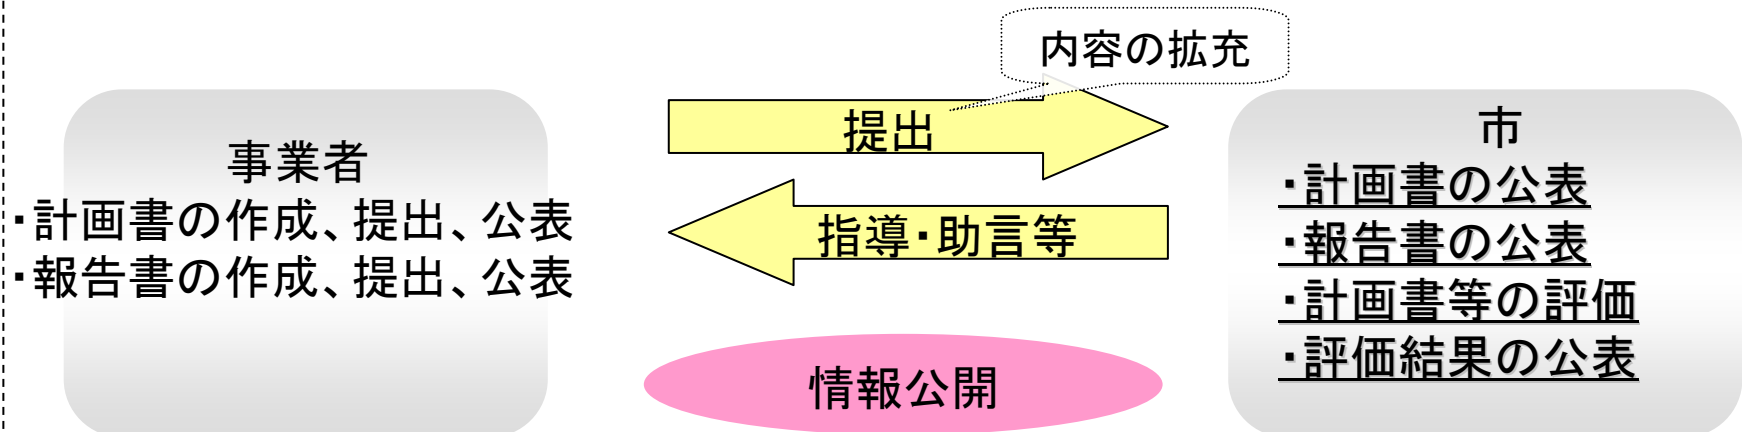 内容の拡充
提出
事業者
・計画書の作成、提出、公表
・報告書の作成、提出、公表
指導・助言等
情報公開
市
・計画書の公表
・報告書の公表
・計画書等の評価
・評価結果の公表